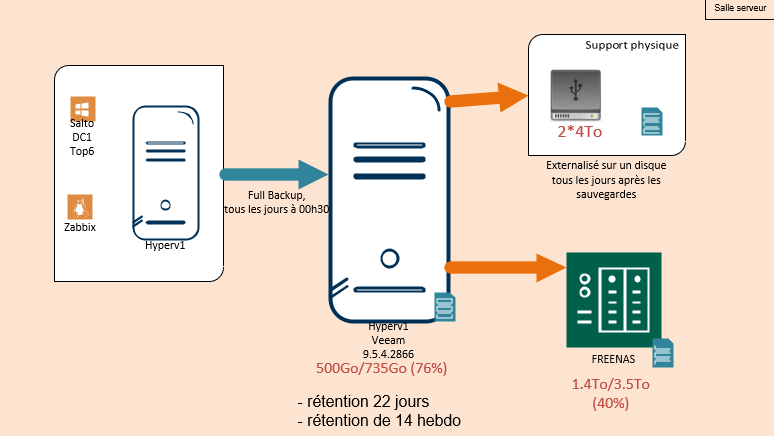 Salle serveur
Support physique
2*4To
Externalisé sur un disque
tous les jours après les
sauvegardes
Salto
DC1
Top6
Zabbix
Hyperv1
Full Backup,
tous les jours à 00h30
Hyperv1
Veeam
9.5.4.2866
500Go/735Go (76%)
FREENAS
1.4To/3.5To
(40%)
- rétention 22 jours
- rétention de 14 hebdo